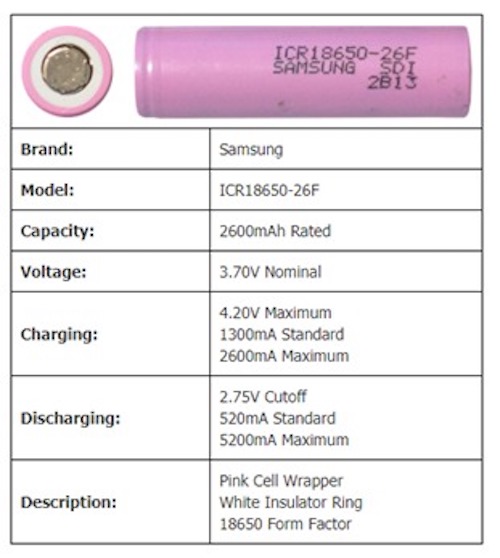 ICR18650-26F
SAMSUNG SDI
2B13
Brand: Samsung
Model: ICR18650-26F
Capacity: 2600mAh Rated
Voltage: 3.70V Nominal
Charging:
4.20V Maximum
1300mA Standard
2600mA Maximum
Discharging:
2.75V Cutoff
520mA Standard
5200mA Maximum
Description:
Pink Cell Wrapper
White Insulator Ring
18650 Form Factor